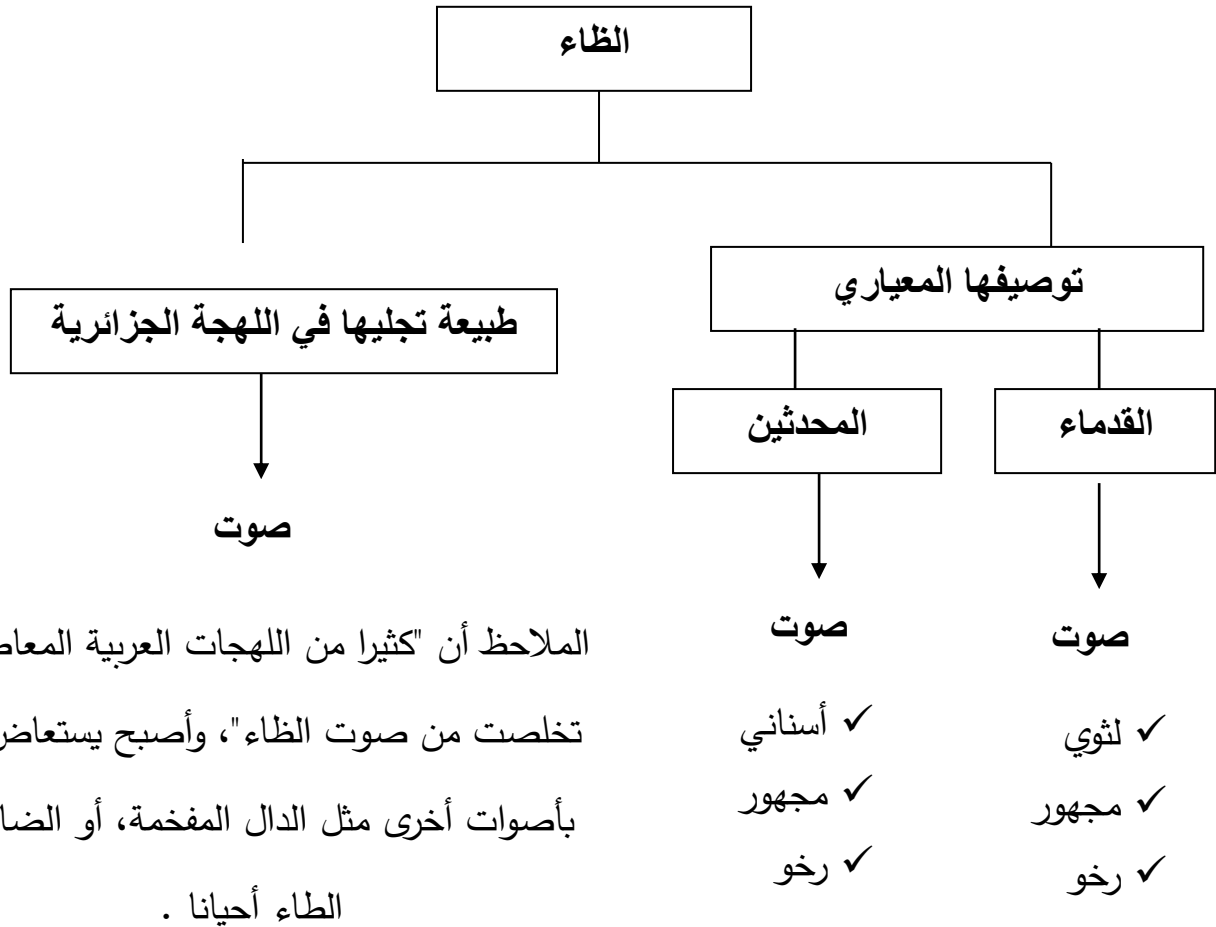 الظاء
توصيفها المعياري
طبيعة تجليها في اللهجة الجزائرية
القدماء
المحدثين
صوت
✓ لثوي
✓ مجهور
✓ رخو
صوت
✓ أسناني
✓ مجهور
✓ رخو
صوت
الملاحظ أن "كثيرا من اللهجات العربية
تخلصت من صوت الظاء"، وأصبح
بأصوات أخرى مثل الدال المفخمة، أو
الطاء أحيانا .